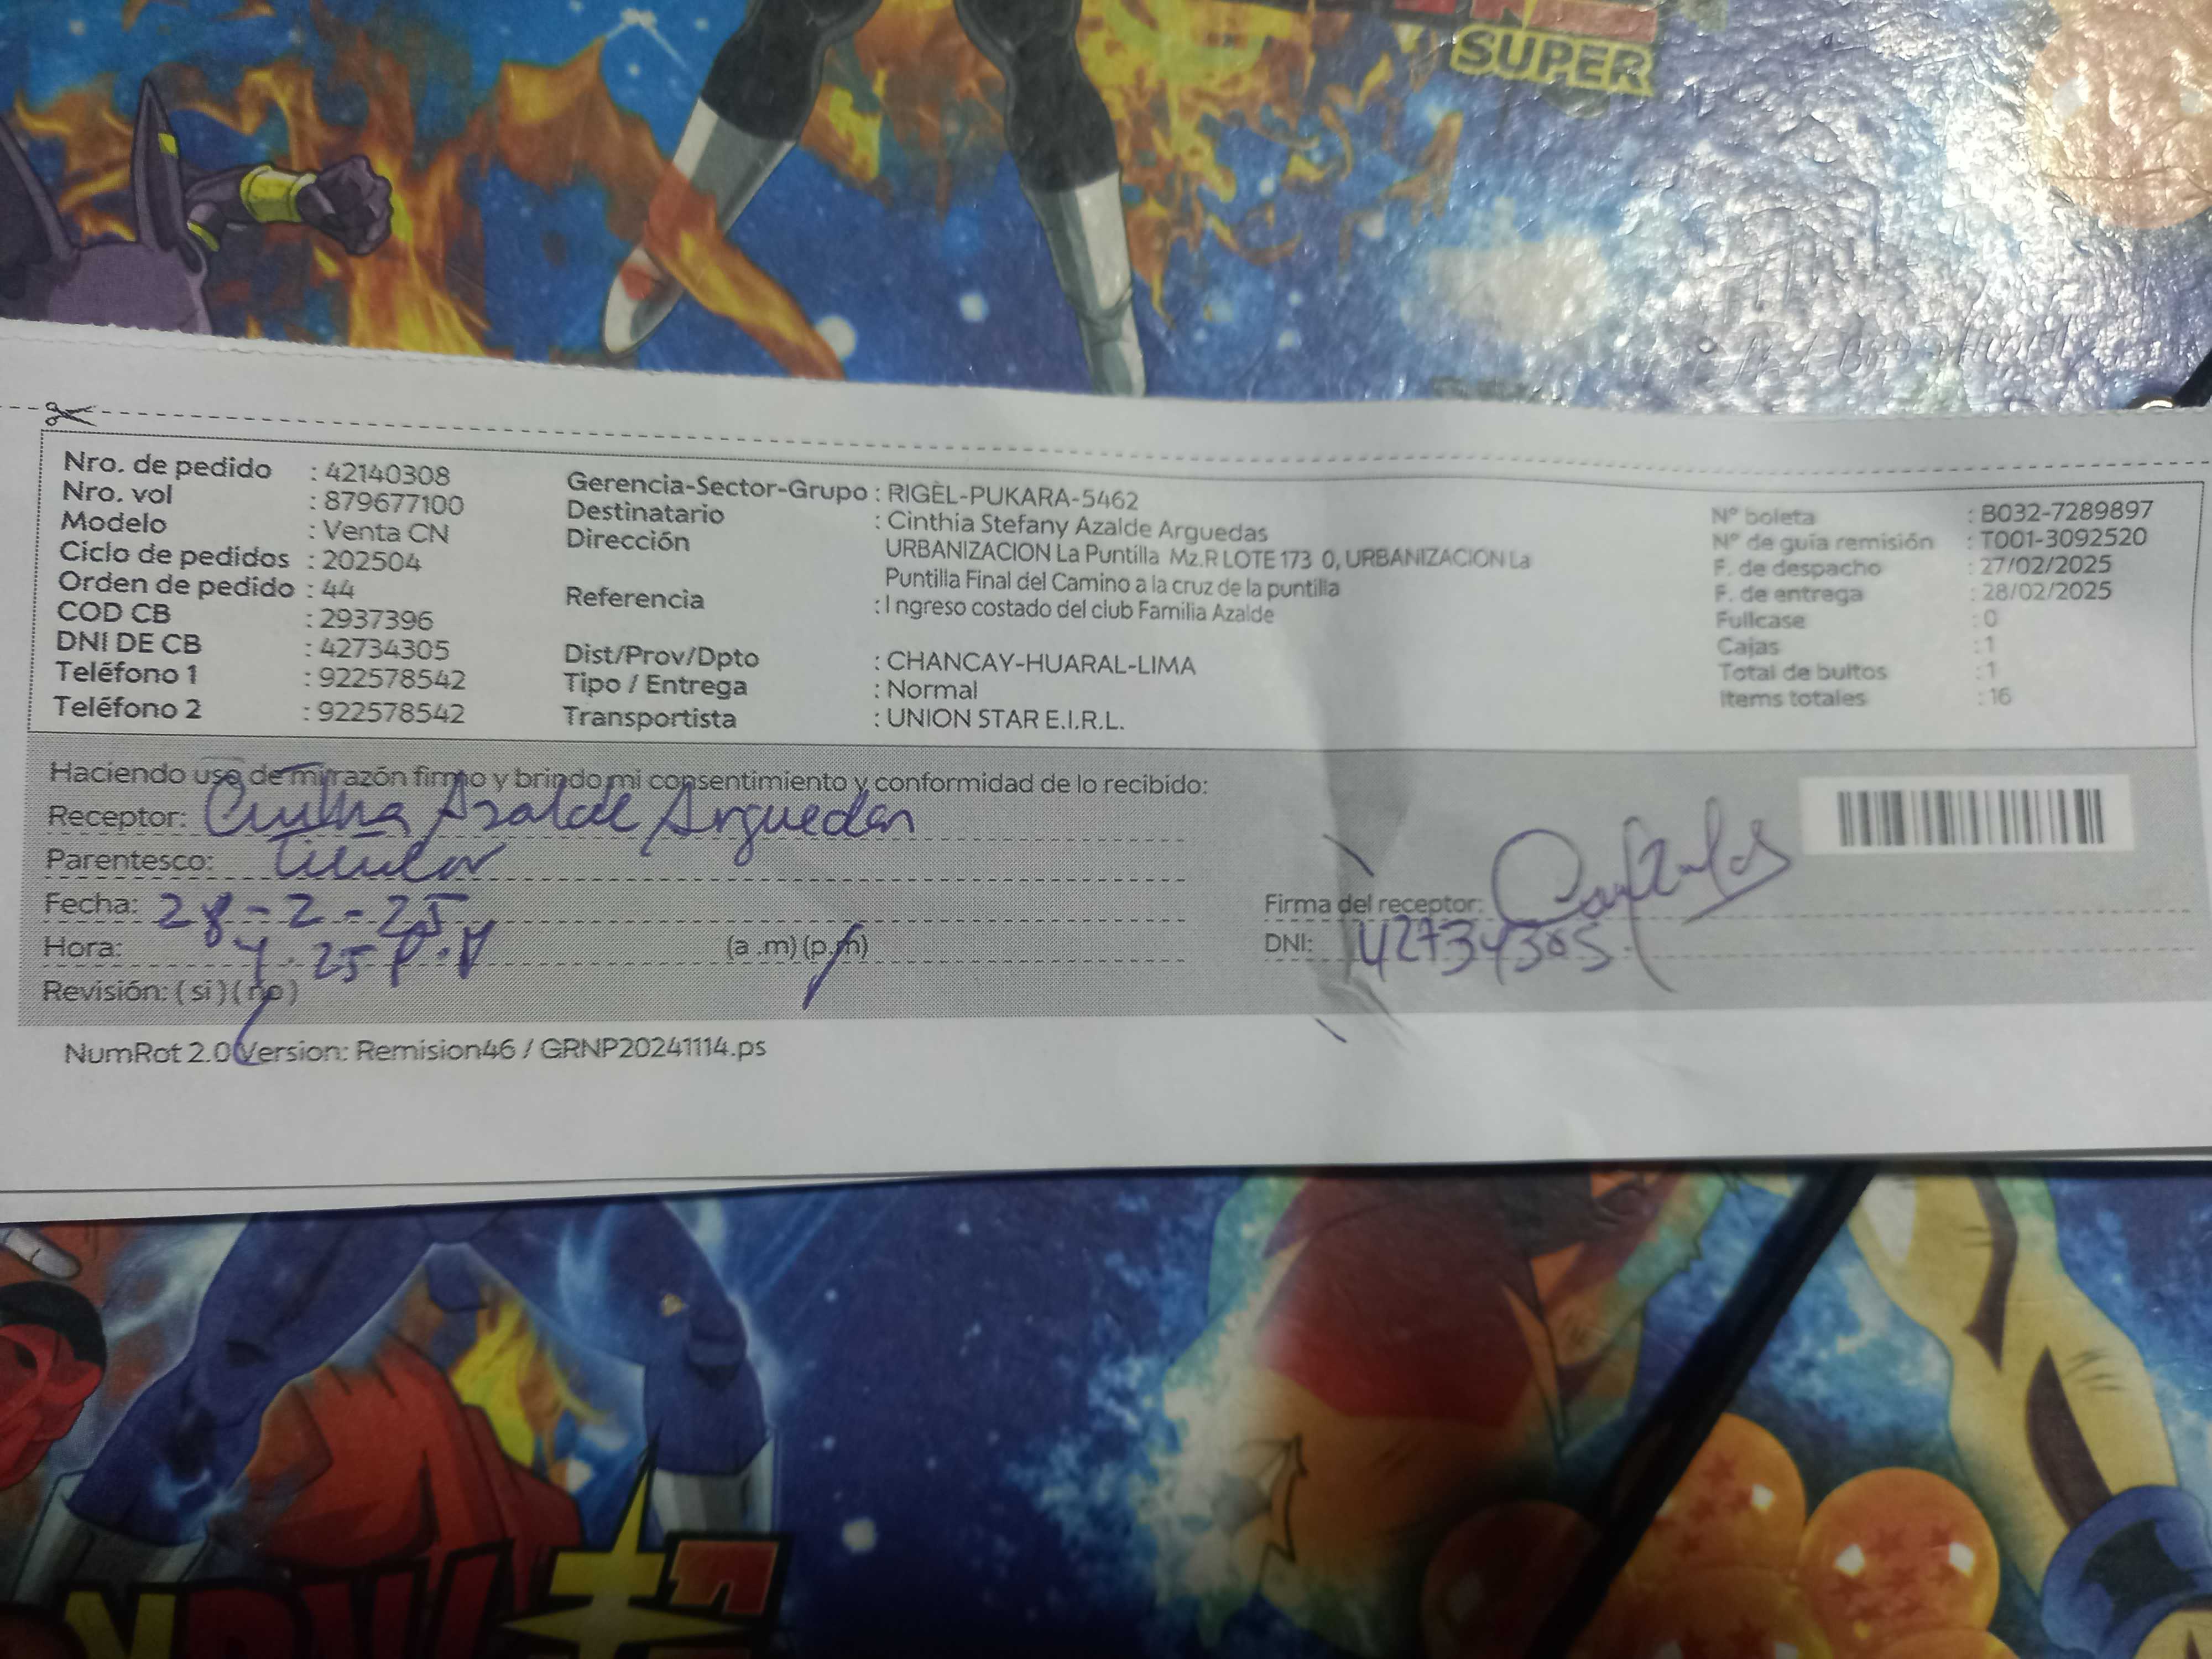 SUPER
Nro. de pedido : 42140308
Nro. vol : 879677100
Modelo : Venta CN
Ciclo de pedidos : 202504
Orden de pedido : 44
COD CB : 2937396
DNI DE CB : 42734305
Teléfono 1 : 922578542
Teléfono 2 : 922578542
Gerencia-Sector-Grupo : RIGEL-PUKARA-5462
Destinatario : Cinthia Stefany Azalde Arguedas
Dirección URBANIZACION La Puntilla Mz.R LOTE 173 0, URBANIZACION La
Puntilla Final del Camino a la cruz de la puntilla
Referencia : Ingreso costado del club Familia Azalde
Dist/Prov/Dpto : CHANCAY-HUARAL-LIMA
Tipo / Entrega : Normal
Transportista : UNION STAR E.I.R.L.
N° boleta : B032-7289897
N° de guía remisión : T001-3092520
F. de despacho : 27/02/2025
F. de entrega : 28/02/2025
Fullcase : 0
Cajas : 1
Total de bultos : 1
Items totales : 16
Haciendo uso de mi razón firmo y brindo mi consentimiento y conformidad de lo recibido:
Receptor: Cinthia Azalde Arguedas
Parentesco: Titular
Fecha: 28-2-25
Hora: 25 P.M (a .m) (p.m)
Revisión: ( si ) ( no )
Firma del receptor:
DNI: 42734305
NumRot 2.0 Version: Remision46 / GRNP20241114.ps